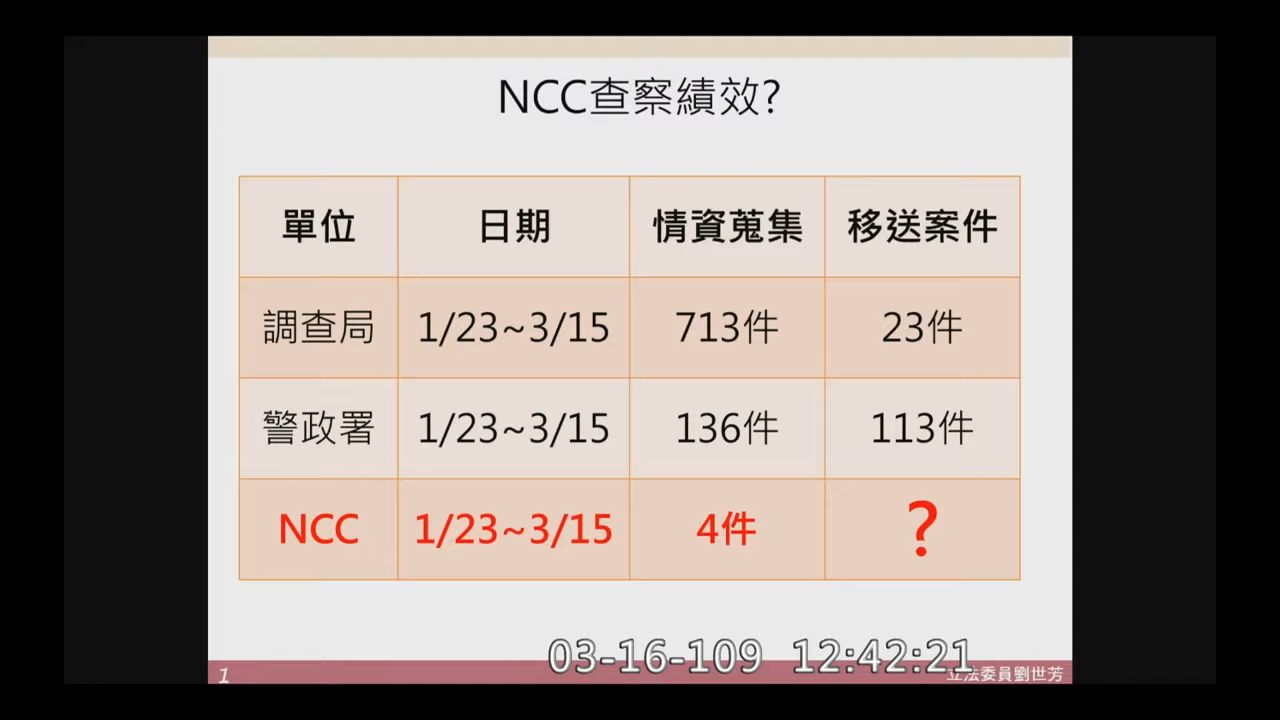 NCC查察績效?
單位 日期 情資蒐集 移送案件
調查局 1/23~3/15 713件 23件
警政署 1/23~3/15 136件 113件
NCC 1/23~3/15 4件 ?
03-16-109 12:42:21
1 立法委員劉世芳